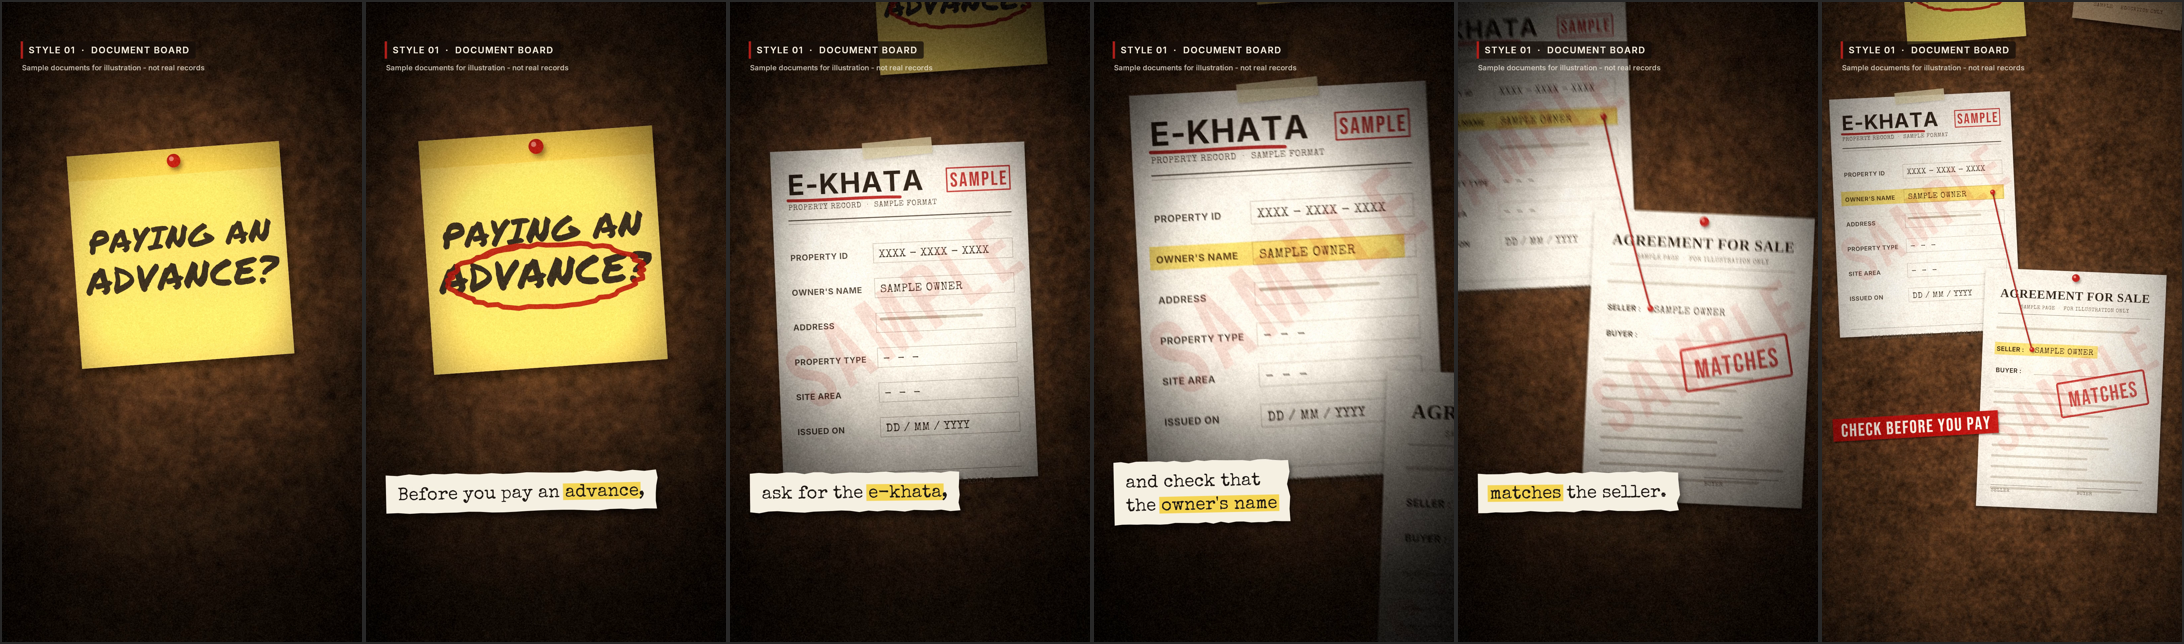 STYLE 01 · DOCUMENT BOARD
Sample documents for illustration - not real records
PAYING AN
ADVANCE?
STYLE 01 · DOCUMENT BOARD
Sample documents for illustration - not real records
PAYING AN
ADVANCE?
Before you pay an advance,
ADVANCE?
STYLE 01 · DOCUMENT BOARD
Sample documents for illustration - not real records
E-KHATA
SAMPLE
PROPERTY RECORD SAMPLE FORMAT
PROPERTY ID XXXX - XXXX - XXXX
OWNER'S NAME SAMPLE OWNER
ADDRESS
PROPERTY TYPE - - -
SITE AREA - - -
ISSUED ON DD / MM / YYYY
SAMPLE
ask for the e-khata,
STYLE 01 · DOCUMENT BOARD
Sample documents for illustration - not real records
E-KHATA
SAMPLE
PROPERTY RECORD SAMPLE FORMAT
PROPERTY ID XXXX - XXXX - XXXX
OWNER'S NAME SAMPLE OWNER
ADDRESS
PROPERTY TYPE - - -
SITE AREA - - -
ISSUED ON DD / MM / YYYY
SAMPLE
AGR
SELLER :
BUYER :
and check that
the owner's name
KHATA
SAMPLE
STYLE 01 · DOCUMENT BOARD
Sample documents for illustration - not real records
XXXX - XXXX - XXXX
SAMPLE OWNER
- - -
- - -
ON DD / MM / YYYY
AGREEMENT FOR SALE
SAMPLE PAGE FOR ILLUSTRATION ONLY
SELLER : SAMPLE OWNER
BUYER :
MATCHES
SAMPLE
BUYER
matches the seller.
STYLE 01 · DOCUMENT BOARD
Sample documents for illustration - not real records
E-KHATA
SAMPLE
PROPERTY RECORD SAMPLE FORMAT
PROPERTY ID XXXX - XXXX - XXXX
OWNER'S NAME SAMPLE OWNER
ADDRESS
PROPERTY TYPE - - -
SITE AREA - - -
ISSUED ON DD / MM / YYYY
SAMPLE
AGREEMENT FOR SALE
SAMPLE PAGE FOR ILLUSTRATION ONLY
SELLER : SAMPLE OWNER
BUYER :
MATCHES
SAMPLE
SELLER BUYER
CHECK BEFORE YOU PAY